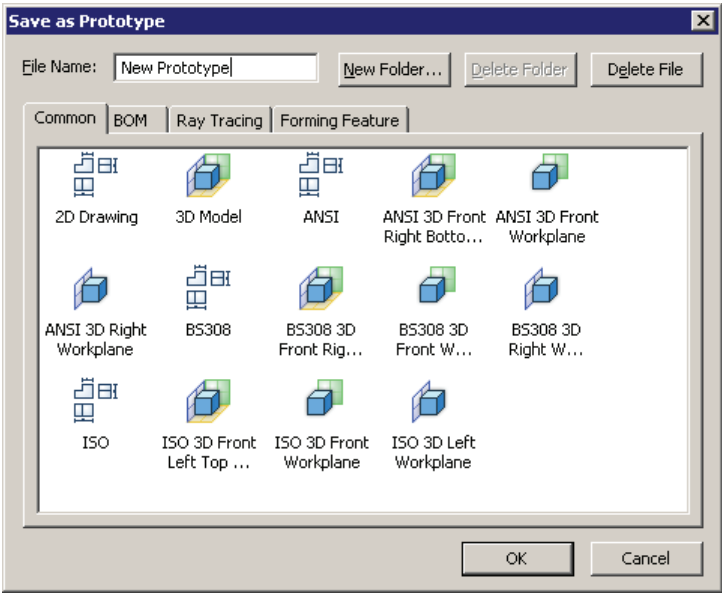 Save as Prototype
File Name: New Prototype New Folder... Delete Folder Delete File
Common BOM Ray Tracing Forming Feature
2D Drawing 3D Model ANSI ANSI 3D Front Right Botto... ANSI 3D Front Workplane
ANSI 3D Right Workplane BS308 BS308 3D Front Rig... BS308 3D Front W... BS308 3D Right W...
ISO ISO 3D Front Left Top ... ISO 3D Front Workplane ISO 3D Left Workplane
OK Cancel